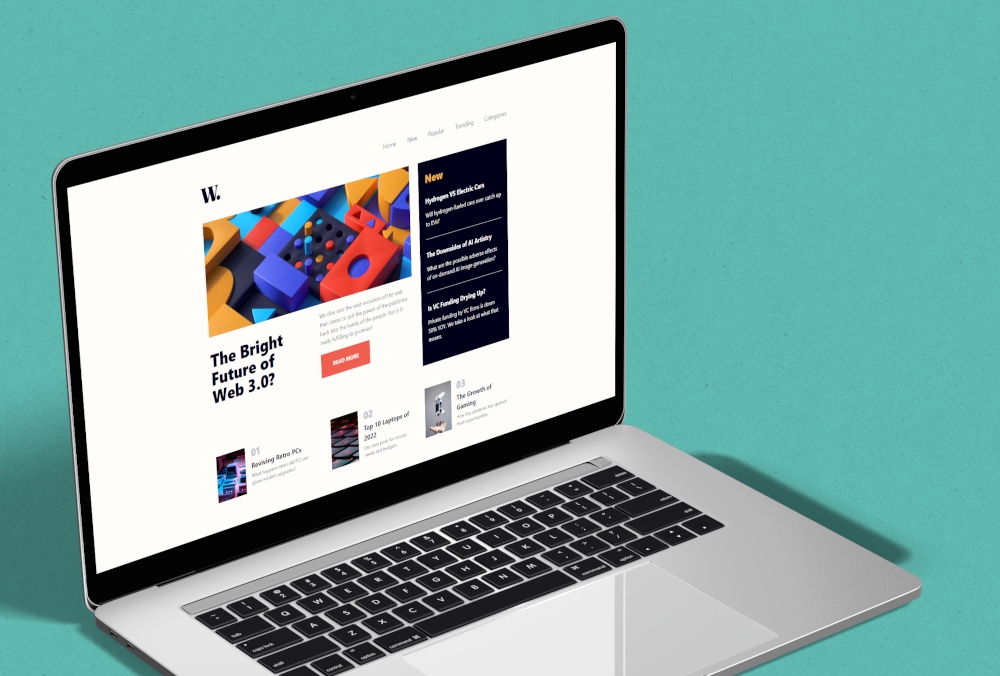 Home New Popular Trending Categories
W.
New
Hydrogen VS Electric Cars
Will hydrogen-fueled cars ever catch up
to EVs?
The Downsides of AI Artistry
What are the possible adverse effects
of on-demand AI image generation?
Is VC Funding Drying Up?
Private funding by VC firms is down
50% YOY. We take a look at what that
means.
The Bright
Future of
Web 3.0?
We dive into the next evolution of the web
that claims to put the power of the platforms
back into the hands of the people. But is it
really fulfilling its promise?
READ MORE
01
Reviving Retro PCs
What happens when old PCs are
given modern upgrades?
02
Top 10 Laptops of
2022
Our best picks for various
needs and budgets.
03
The Growth of
Gaming
How the pandemic has sparked
fresh opportunities.
Q W E R T Y U I O P
tab
A S D F G H J K L
caps lock
Z X C V B N M
shift
control option command command option